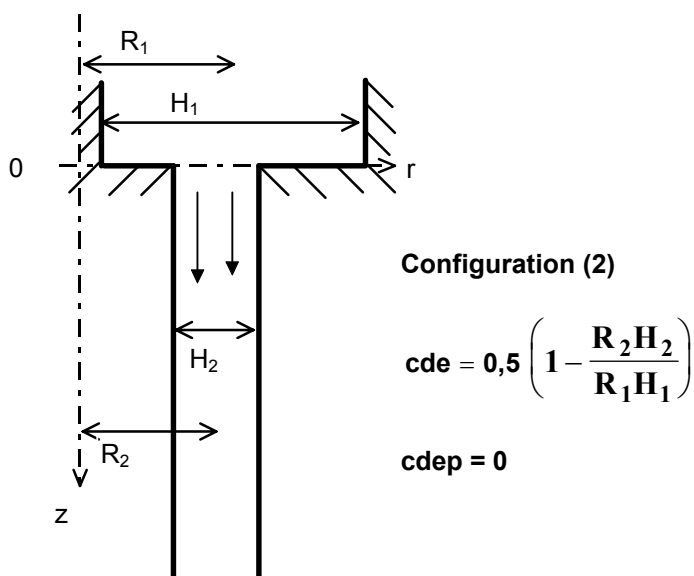 R₁
H₁
0
r
Configuration (2)
H₂
cde = 0,5 (1 − R₂H₂ / R₁H₁)
R₂
cdep = 0
z